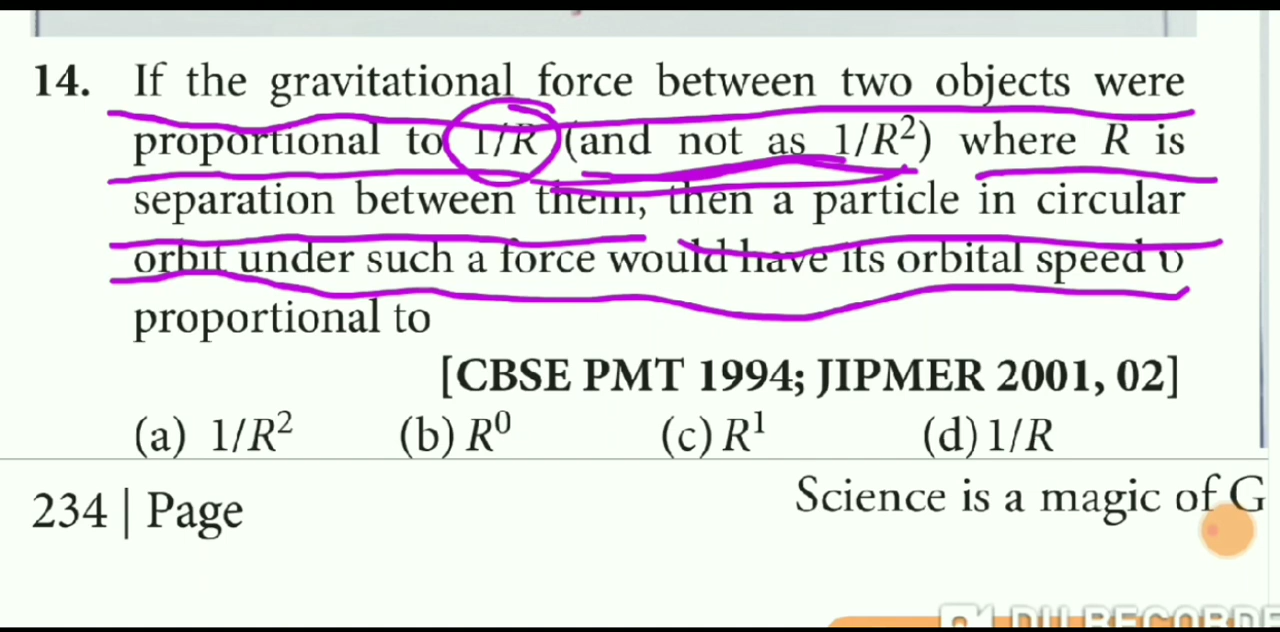 14. If the gravitational force between two objects were
proportional to 1/R (and not as 1/R²) where R is
separation between them, then a particle in circular
orbit under such a force would have its orbital speed υ
proportional to
[CBSE PMT 1994; JIPMER 2001, 02]
(a) 1/R² (b) R⁰ (c) R¹ (d) 1/R
234 | Page
Science is a magic of G